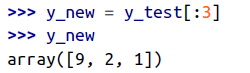 >>> y_new = y_test[:3]
>>> y_new
array([9, 2, 1])